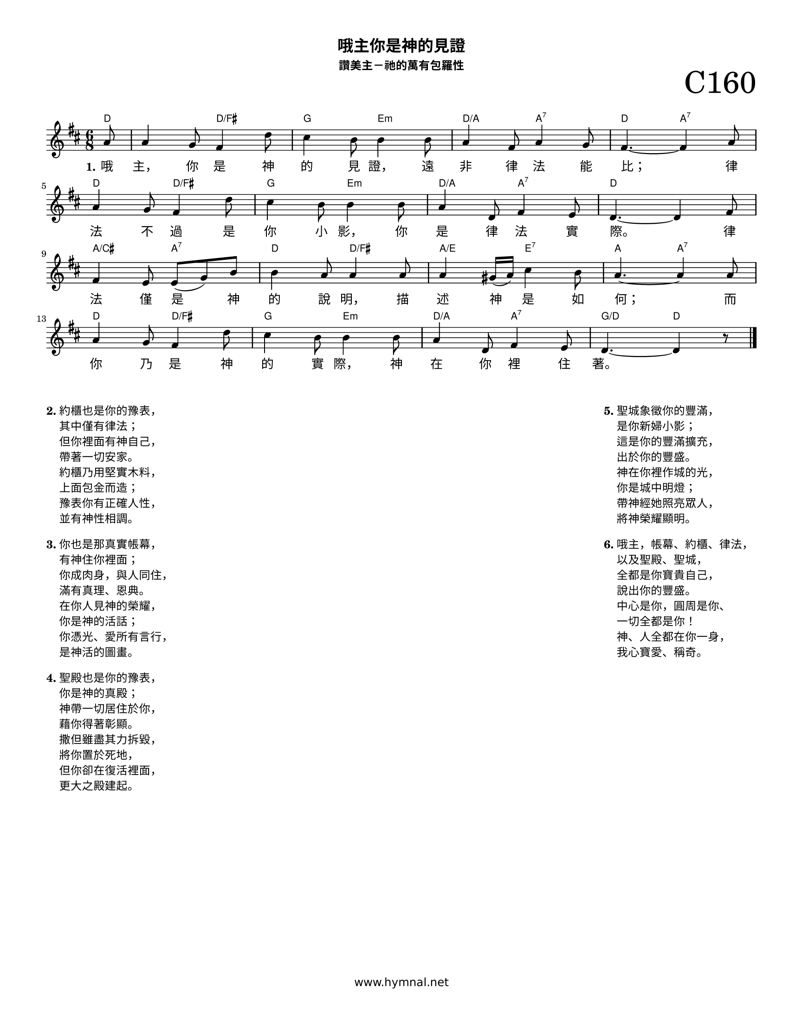 哦主你是神的見證
讚美主－祂的萬有包羅性
C160
D D/F♯ G Em D/A A7 D A7
1. 哦 主， 你 是 神 的 見 證， 遠 非 律 法 能 比； 律
5 D D/F♯ G Em D/A A7 D
法 不 過 是 你 小 影， 你 是 律 法 實 際。 律
9 A/C♯ A7 D D/F♯ A/E E7 A A7
法 僅 是 神 的 說 明， 描 述 神 是 如 何； 而
13 D D/F♯ G Em D/A A7 G/D D
你 乃 是 神 的 實 際， 神 在 你 裡 住 著。
2. 約櫃也是你的豫表，
其中僅有律法；
但你裡面有神自己，
帶著一切安家。
約櫃乃用堅實木料，
上面包金而造；
豫表你有正確人性，
並有神性相調。
3. 你也是那真實帳幕，
有神住你裡面；
你成肉身，與人同住，
滿有真理、恩典。
在你人見神的榮耀，
你是神的活話；
你憑光、愛所有言行，
是神活的圖畫。
4. 聖殿也是你的豫表，
你是神的真殿；
神帶一切居住於你，
藉你得著彰顯。
撒但雖盡其力拆毀，
將你置於死地，
但你卻在復活裡面，
更大之殿建起。
5. 聖城象徵你的豐滿，
是你新婦小影；
這是你的豐滿擴充，
出於你的豐盛。
神在你裡作城的光，
你是城中明燈；
帶神經她照亮眾人，
將神榮耀顯明。
6. 哦主，帳幕、約櫃、律法，
以及聖殿、聖城，
全都是你寶貴自己，
說出你的豐盛。
中心是你，圓周是你、
一切全都是你！
神、人全都在你一身，
我心寶愛、稱奇。
www.hymnal.net